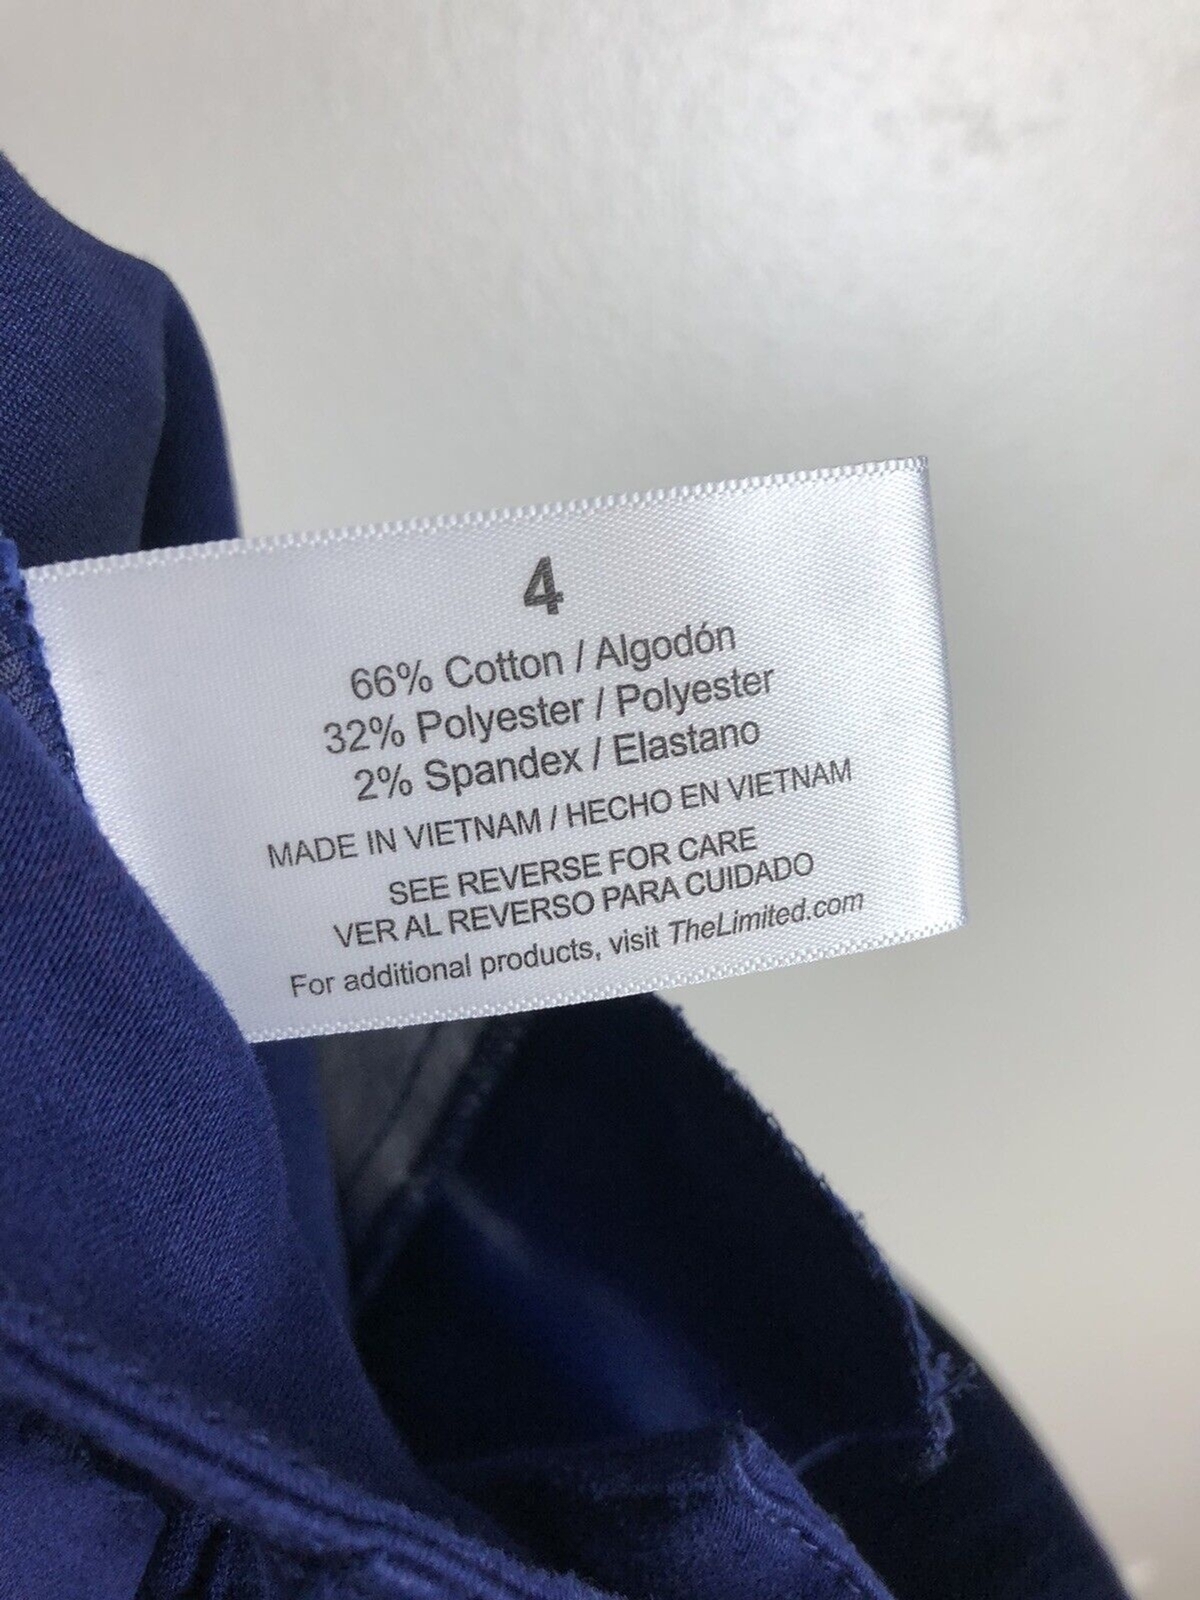 4
66% Cotton / Algodón
32% Polyester / Polyester
2% Spandex / Elastano
MADE IN VIETNAM / HECHO EN VIETNAM
SEE REVERSE FOR CARE
VER AL REVERSO PARA CUIDADO
For additional products, visit TheLimited.com